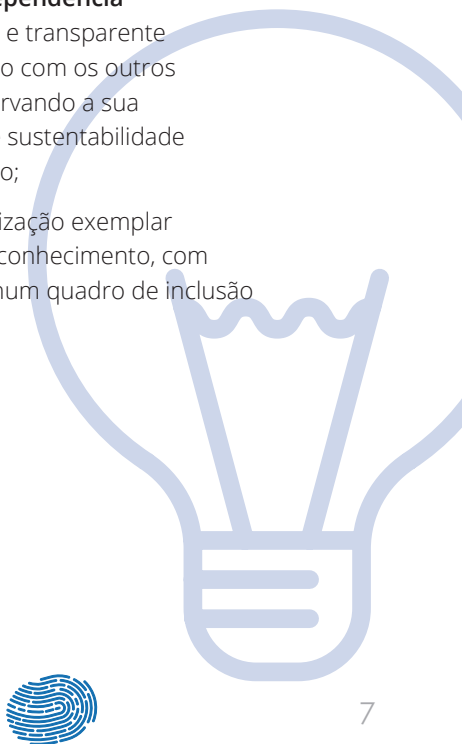 ependência
e transparente
o com os outros
rvando a sua
sustentabilidade
o;
ização exemplar
conhecimento, com
num quadro de inclusão
7